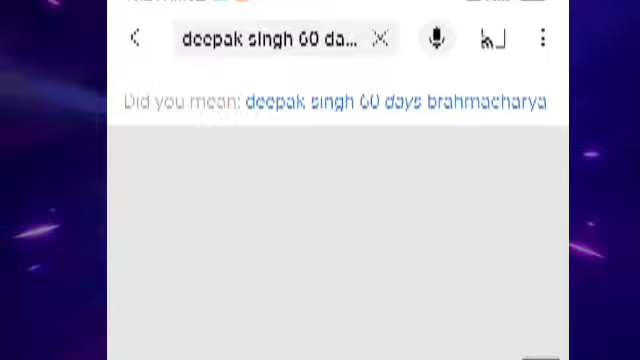 deepak singh 60 da...
Did you mean: deepak singh 60 days brahmacharya